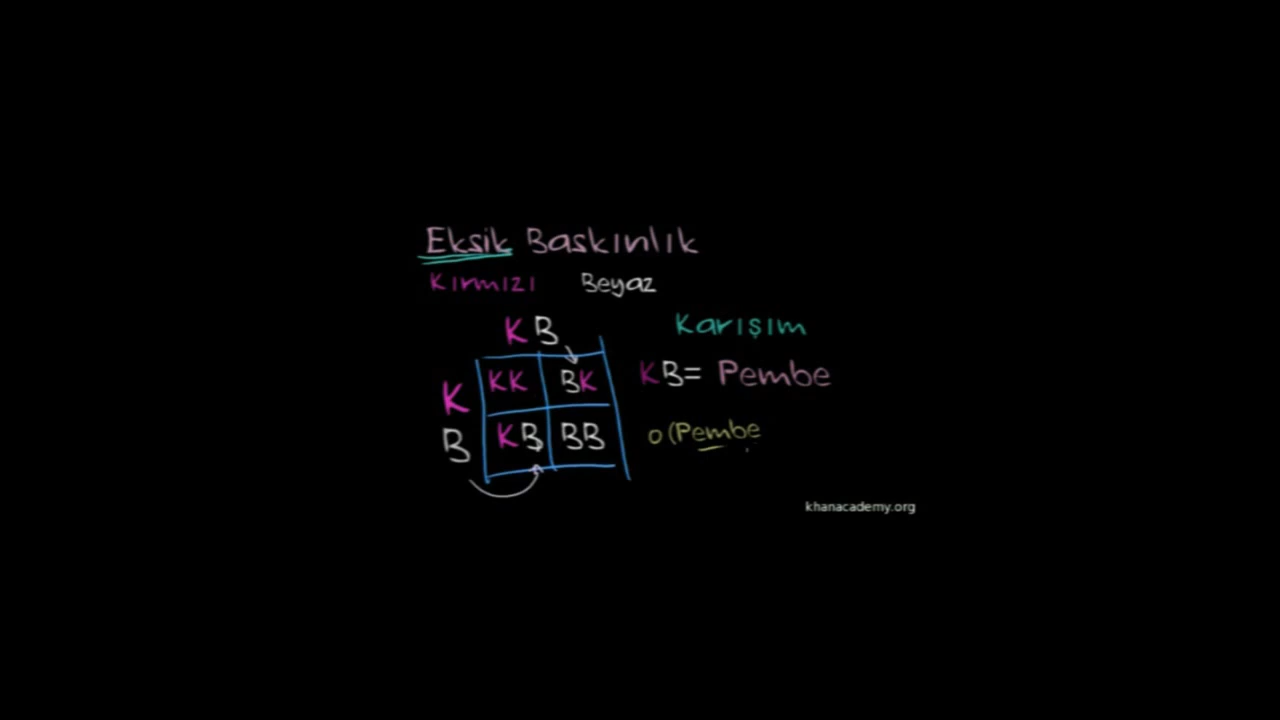 Eksik Baskınlık
Kırmızı Beyaz
K B
Karışım
K KK BK
KB= Pembe
B KB BB
o(Pembe
khanacademy.org